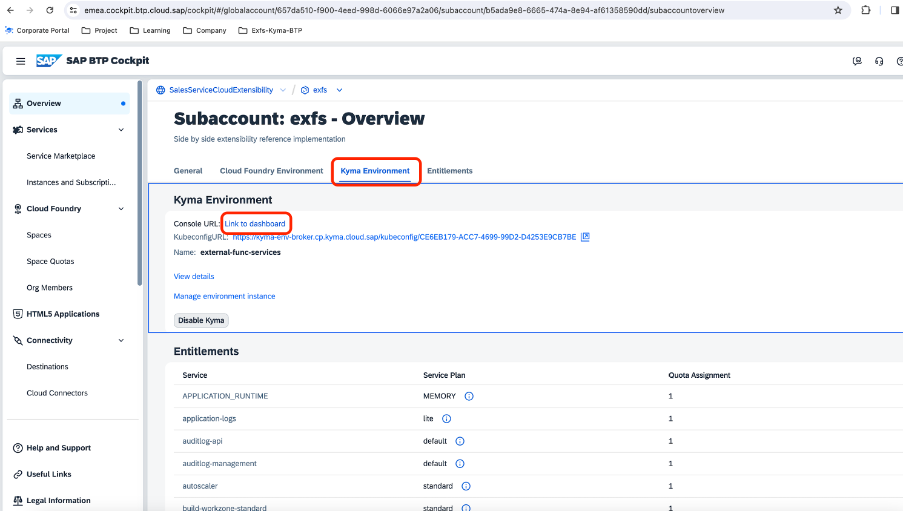 emea.cockpit.btp.cloud.sap/cockpit/#/globalaccount/657da510-f900-4eed-998d-6066e97a2a06/subaccount/b5ada9e8-6665-474a-8e94-af61358590dd/subaccountoverview
Corporate Portal Project Learning Company Exfs-Kyma-BTP
SAP SAP BTP Cockpit
Overview
Services
Service Marketplace
Instances and Subscripti...
Cloud Foundry
Spaces
Space Quotas
Org Members
HTML5 Applications
Connectivity
Destinations
Cloud Connectors
Help and Support
Useful Links
Legal Information
SalesServiceCloudExtensibility / exfs
Subaccount: exfs - Overview
Side by side extensibility reference implementation
General Cloud Foundry Environment Kyma Environment Entitlements
Kyma Environment
Console URL: Link to dashboard
KubeconfigURL: https://kyma-env-broker.cp.kyma.cloud.sap/kubeconfig/CE6EB179-ACC7-4699-99D2-D4253E9CB7BE
Name: external-func-services
View details
Manage environment instance
Disable Kyma
Entitlements
Service Service Plan Quota Assignment
APPLICATION_RUNTIME MEMORY 1
application-logs lite 1
auditlog-api default 1
auditlog-management default 1
autoscaler standard 1
build-workzone-standard standard 1